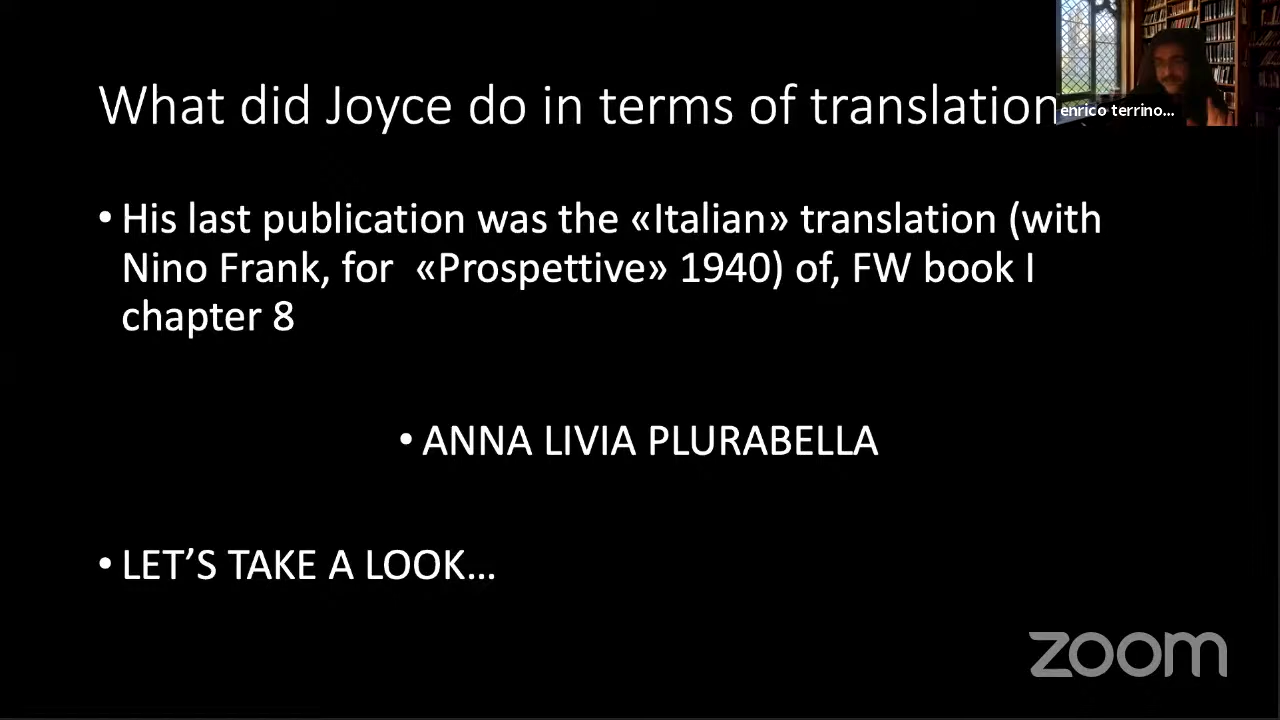 What did Joyce do in terms of translation
enrico terrino...
• His last publication was the «Italian» translation (with
Nino Frank, for «Prospettive» 1940) of, FW book I
chapter 8
• ANNA LIVIA PLURABELLA
• LET’S TAKE A LOOK…
zoom